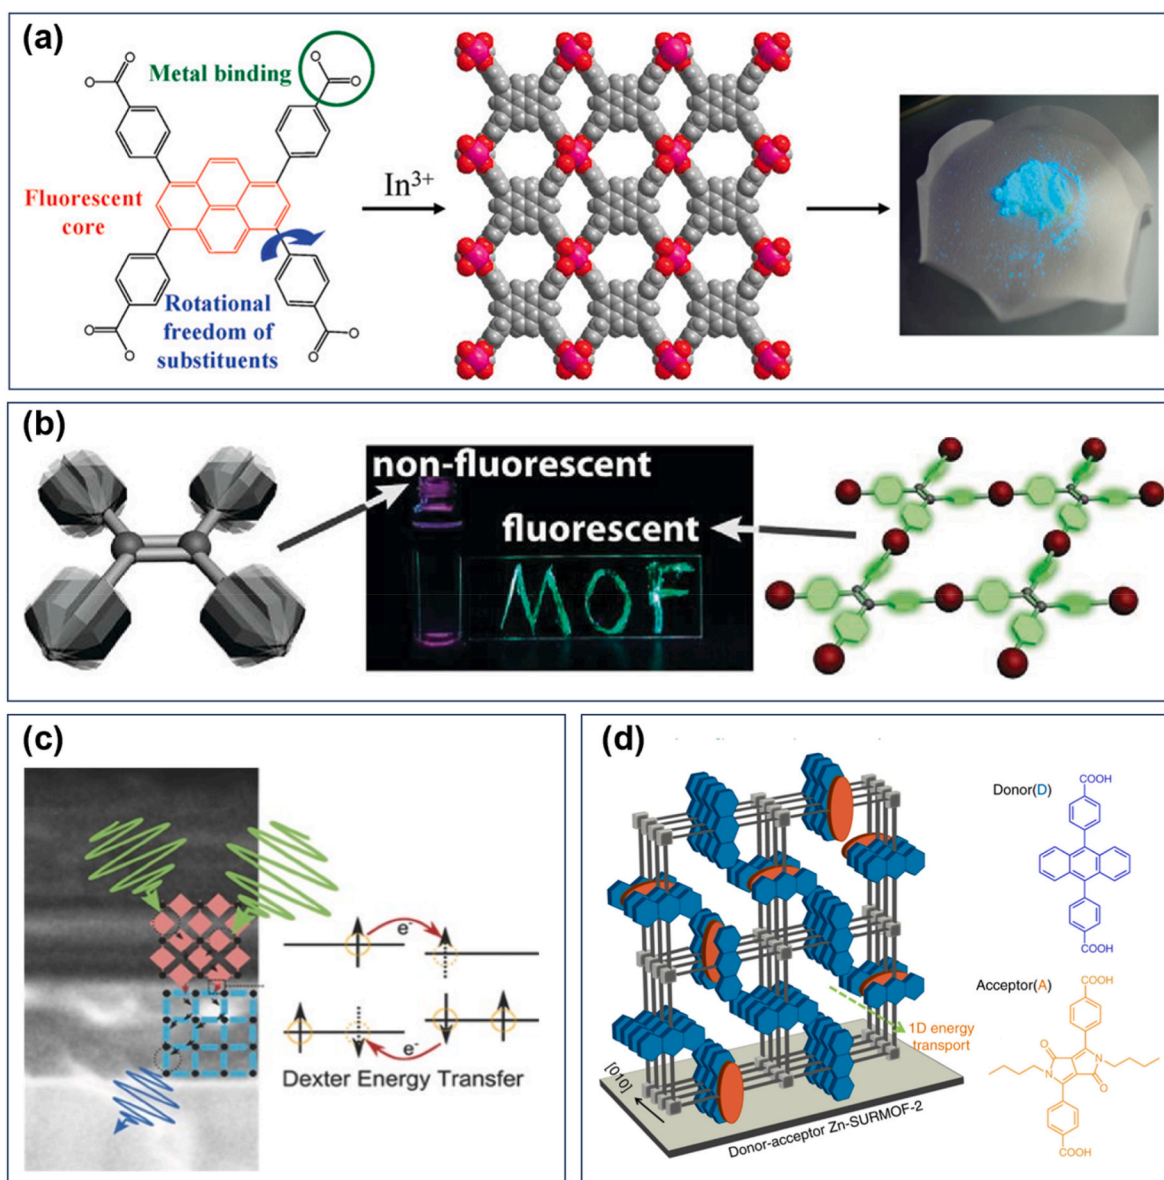 (a)
Metal binding
Fluorescent
core
Rotational
freedom of
substituents
In³⁺
O
O
O
O
O
O
O
O
(b)
non-fluorescent
fluorescent
MOF
(c)
e⁻
e⁻
Dexter Energy Transfer
(d)
Donor(D)
COOH
COOH
Acceptor(A)
COOH
O
N
N
O
COOH
1D energy
transport
[010]
Donor-acceptor Zn-SURMOF-2